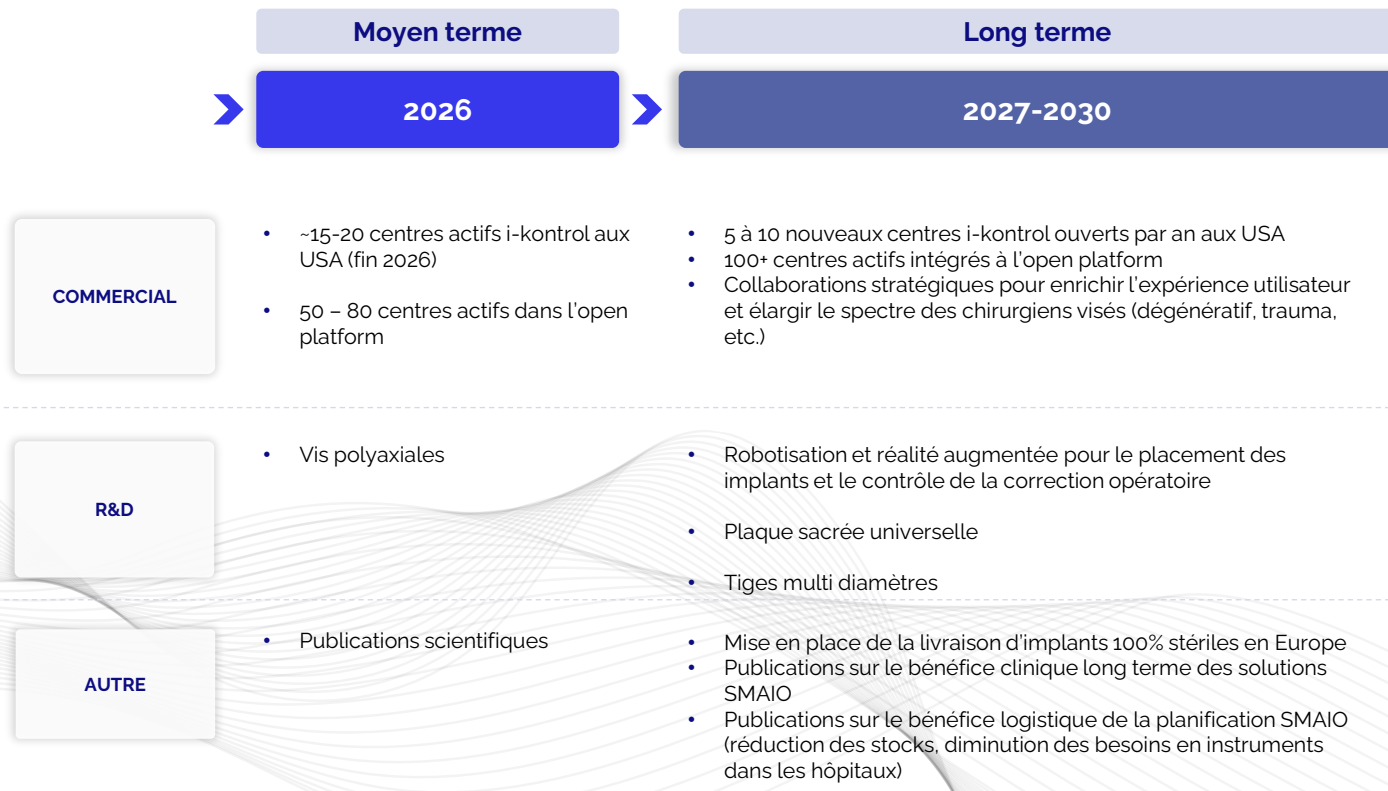 Moyen terme
Long terme
2026
2027-2030
COMMERCIAL
• ~15-20 centres actifs i-kontrol aux
USA (fin 2026)
• 50 – 80 centres actifs dans l'open
platform
• 5 à 10 nouveaux centres i-kontrol ouverts par an aux USA
• 100+ centres actifs intégrés à l'open platform
• Collaborations stratégiques pour enrichir l'expérience utilisateur
et élargir le spectre des chirurgiens visés (dégénératif, trauma,
etc.)
R&D
• Vis polyaxiales
• Robotisation et réalité augmentée pour le placement des
implants et le contrôle de la correction opératoire
• Plaque sacrée universelle
• Tiges multi diamètres
AUTRE
• Publications scientifiques
• Mise en place de la livraison d'implants 100% stériles en Europe
• Publications sur le bénéfice clinique long terme des solutions
SMAIO
• Publications sur le bénéfice logistique de la planification SMAIO
(réduction des stocks, diminution des besoins en instruments
dans les hôpitaux)